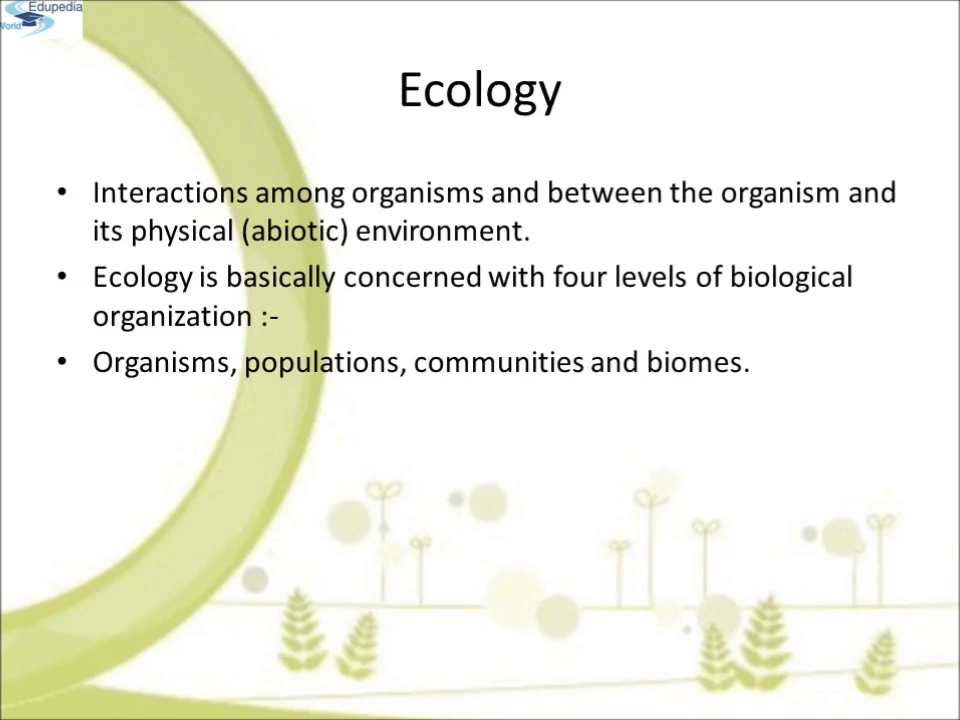 Edupedia
World
Ecology
• Interactions among organisms and between the organism and
its physical (abiotic) environment.
• Ecology is basically concerned with four levels of biological
organization :-
• Organisms, populations, communities and biomes.